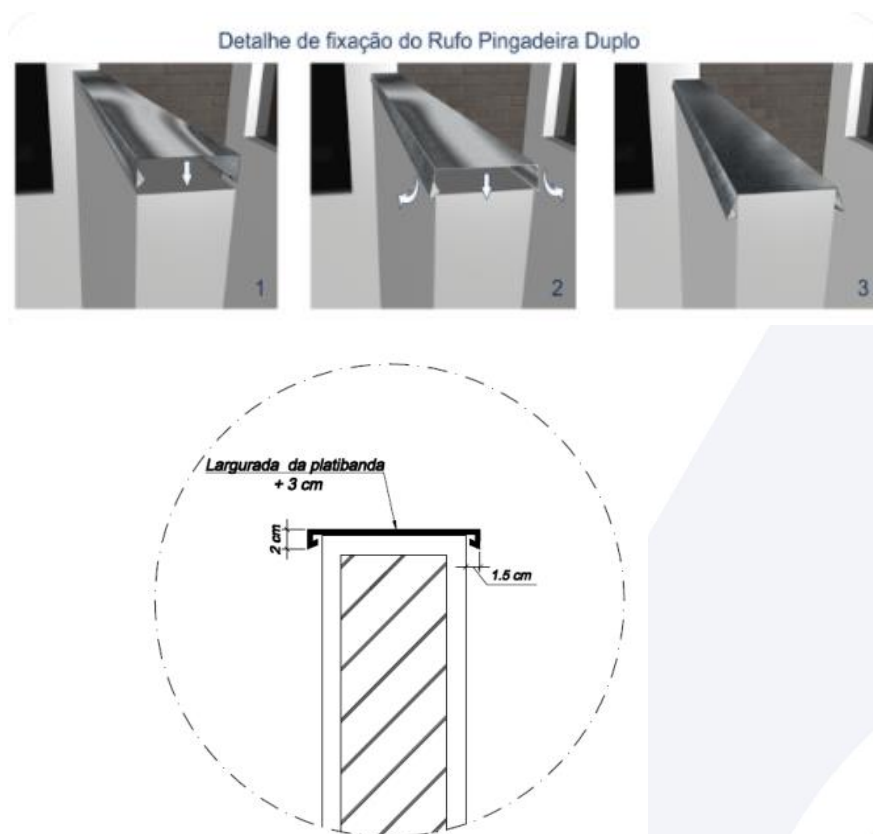 Detalhe de fixação do Rufo Pingadeira Duplo
1
2
3
Largurada da platibanda
+ 3 cm
2 cm
1.5 cm